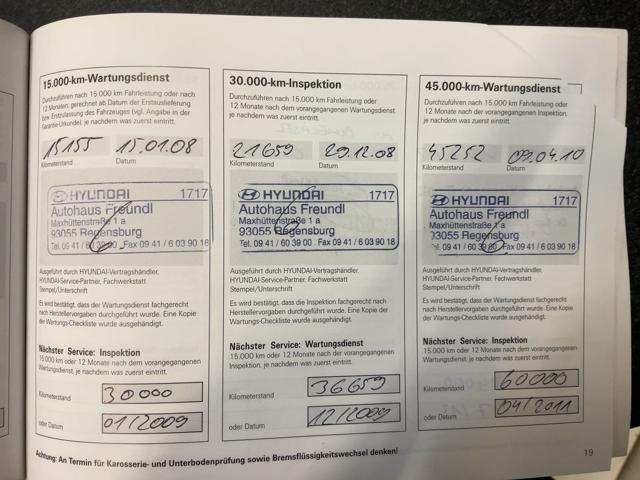 15.000-km-Wartungsdienst
Durchzuführen nach 15.000 km Fahrleistung oder nach
12 Monaten, gerechnet ab Datum der Erstauslieferung
bzw. Erstzulassung des Fahrzeuges (vgl. Angabe in der
Garantie-Urkunde), je nachdem was zuerst eintritt.
15155 15.01.08
Kilometerstand Datum
HYUNDAI 1717
Autohaus Freundl
Maxhüttenstraße 1 a
93055 Regensburg
Tel. 09 41 / 60 39 00 Fax 09 41 / 6 03 90 18
Ausgeführt durch HYUNDAI-Vertragshändler,
HYUNDAI-Service-Partner, Fachwerkstatt
Stempel/Unterschrift
Es wird bestätigt, dass der Wartungsdienst fachgerecht
nach Herstellervorgaben durchgeführt wurde. Eine Kopie
der Wartungs-Checkliste wurde ausgehändigt.
Nächster Service: Inspektion
15.000 km oder 12 Monate nach dem vorangegangenen
Wartungsdienst, je nachdem was zuerst eintritt.
Kilometerstand 30000
oder Datum 01/2009
30.000-km-Inspektion
Durchzuführen nach 15.000 km Fahrleistung oder
12 Monate nach dem vorangegangenen Wartungsdienst,
je nachdem was zuerst eintritt.
21659 29.12.08
Kilometerstand Datum
HYUNDAI 1717
Autohaus Freundl
Maxhüttenstraße 1 a
93055 Regensburg
Tel. 09 41 / 60 39 00 Fax 09 41 / 6 03 90 18
Ausgeführt durch HYUNDAI-Vertragshändler,
HYUNDAI-Service-Partner, Fachwerkstatt
Stempel/Unterschrift
Es wird bestätigt, dass die Inspektion fachgerecht nach
Herstellervorgaben durchgeführt wurde. Eine Kopie der
Wartungs-Checkliste wurde ausgehändigt.
Nächster Service: Wartungsdienst
15.000 km oder 12 Monate nach der vorangegangenen
Inspektion, je nachdem was zuerst eintritt.
Kilometerstand 36659
oder Datum 12/2009
45.000-km-Wartungsdienst
Durchzuführen nach 15.000 km Fahrleistung oder
12 Monate nach der vorangegangenen Inspektion,
je nachdem was zuerst eintritt.
45252 09.04.10
Kilometerstand Datum
HYUNDAI 1717
Autohaus Freundl
Maxhüttenstraße 1 a
93055 Regensburg
09 41 / 60 39 00 Fax 09 41 / 6 03 90 18
Ausgeführt durch HYUNDAI-Vertragshändler,
HYUNDAI-Service-Partner, Fachwerkstatt
Stempel/Unterschrift
Es wird bestätigt, dass der Wartungsdienst fachgerecht
nach Herstellervorgaben durchgeführt wurde. Eine Kopie
der Wartungs-Checkliste wurde ausgehändigt.
Nächster Service: Inspektion
15.000 km oder 12 Monate nach dem vorangegangenen
Wartungsdienst, je nachdem was zuerst eintritt.
Kilometerstand 60000
oder Datum 04/2011
Achtung: An Termin für Karosserie- und Unterbodenprüfung sowie Bremsflüssigkeitswechsel denken!
19